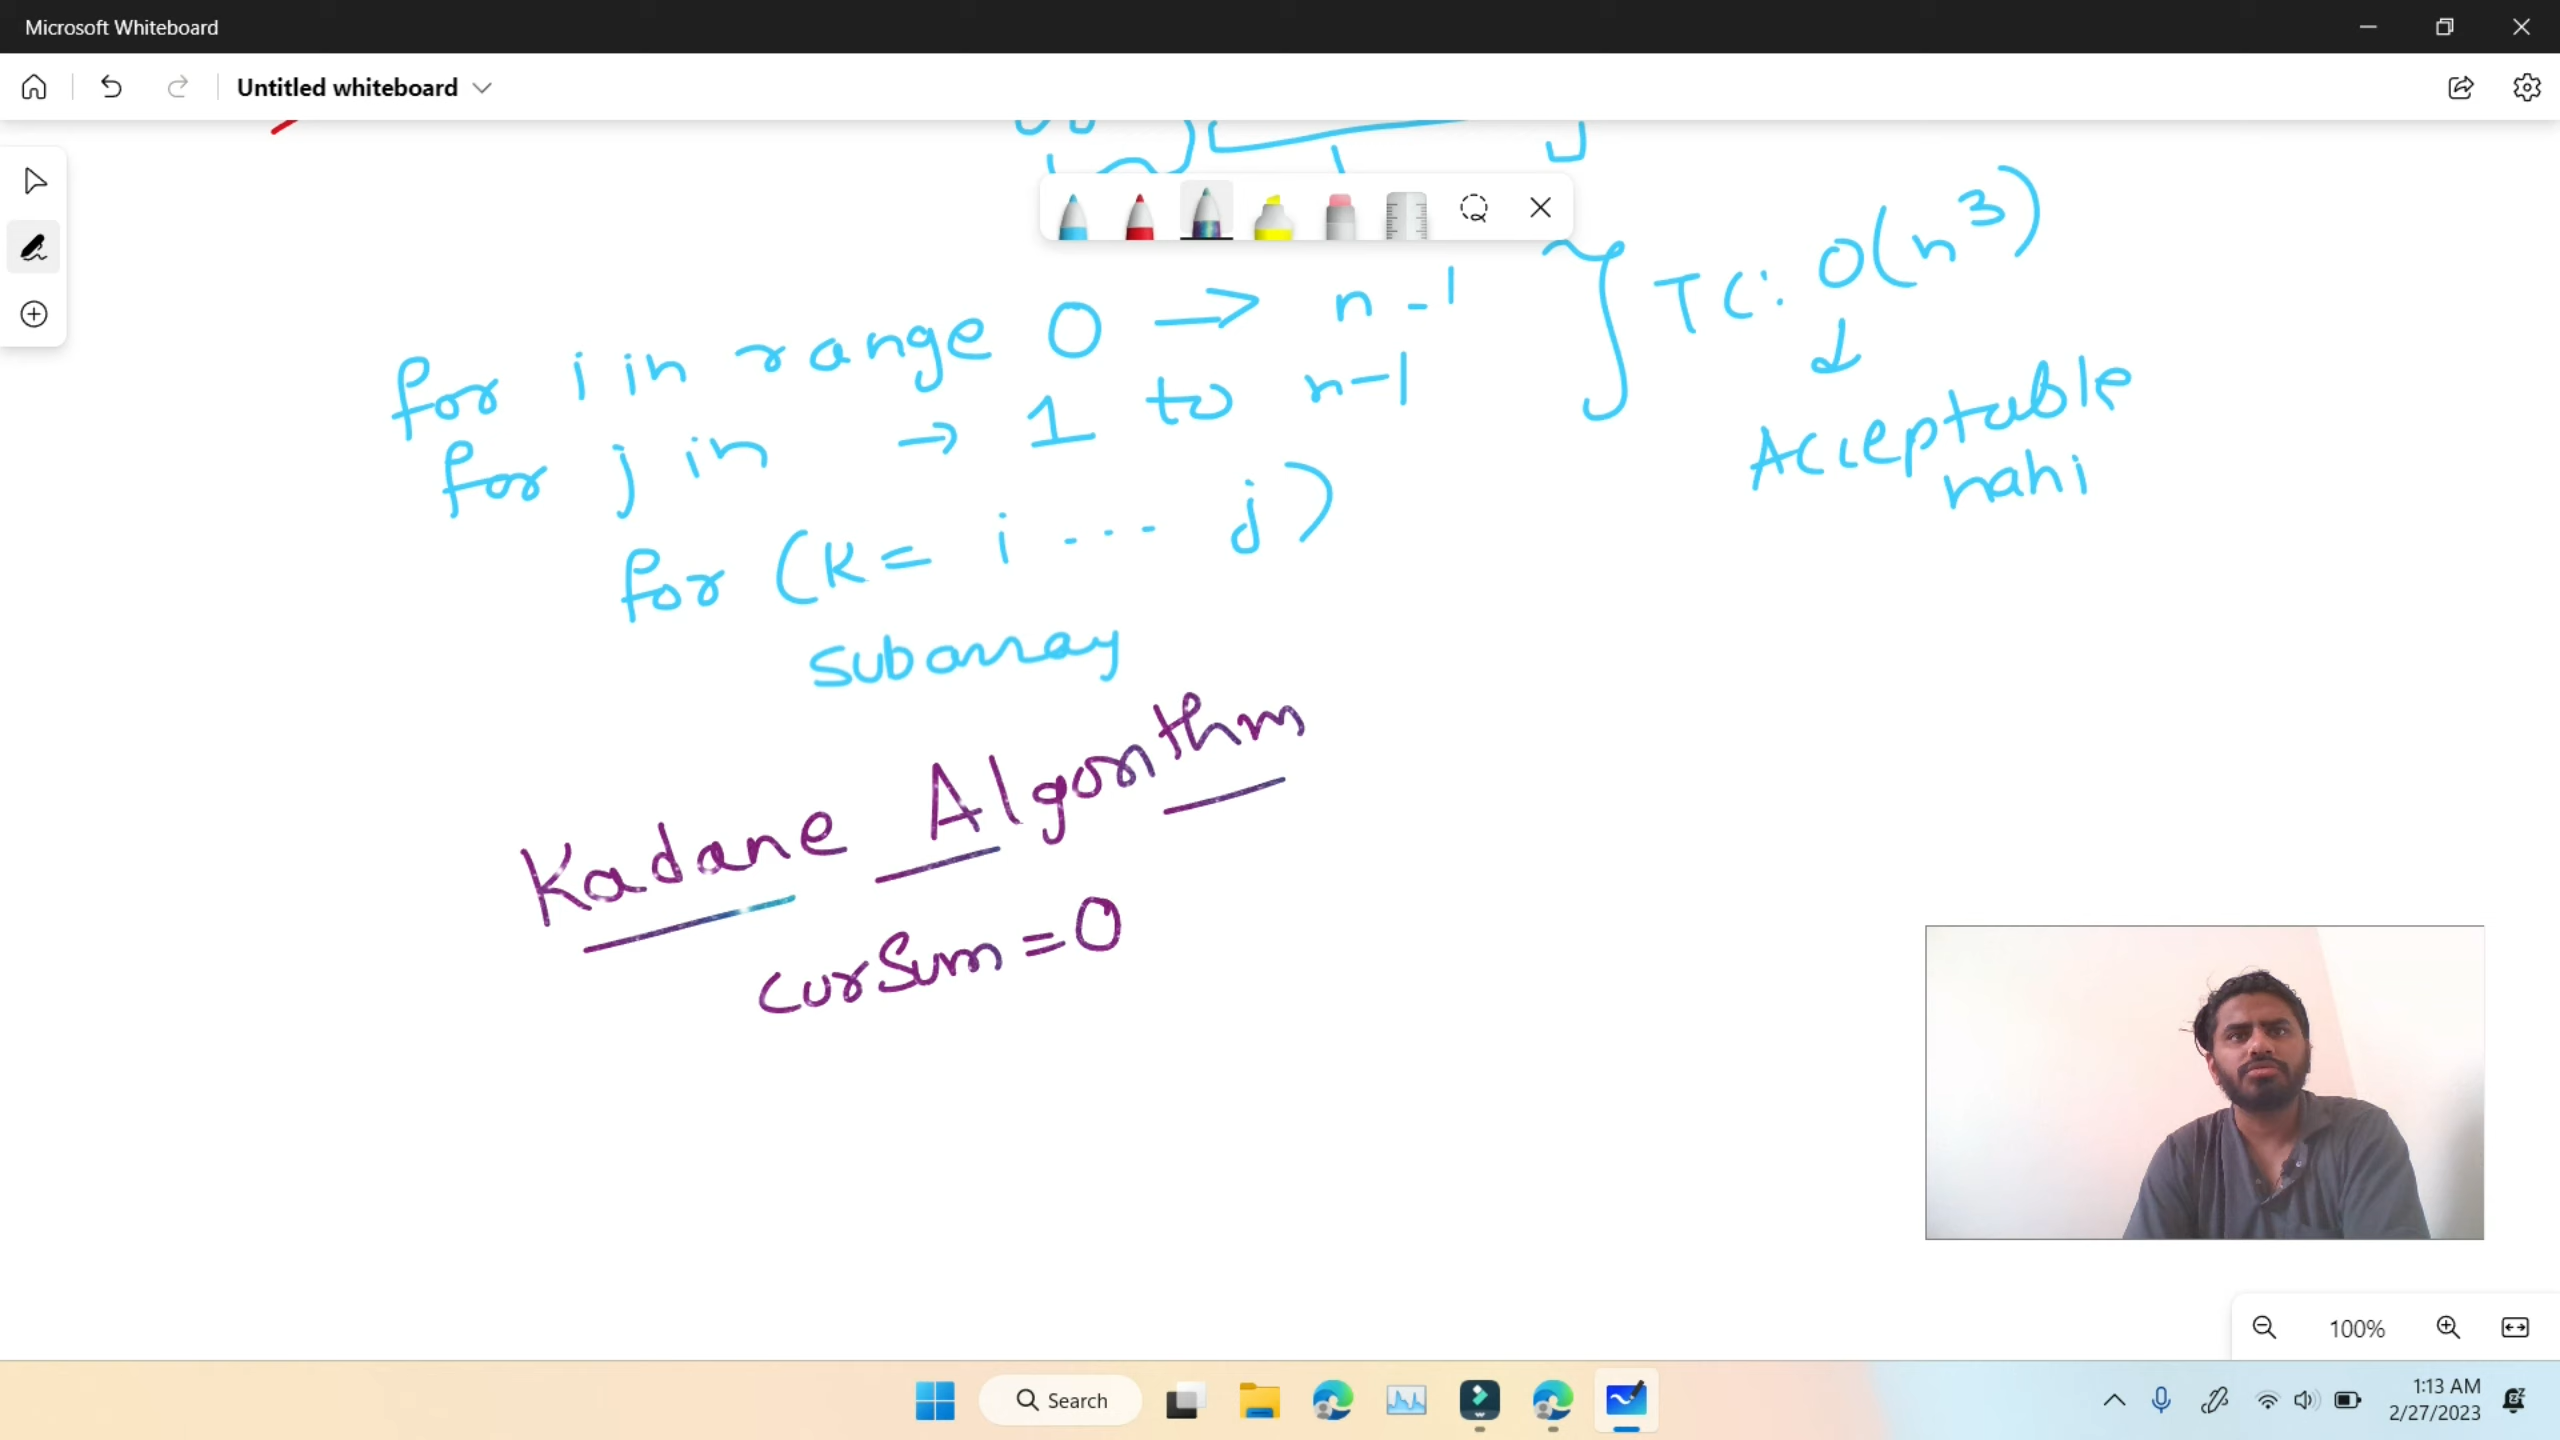 Microsoft Whiteboard
Untitled whiteboard
for i in range 0 → n-1
for j in → 1 to n-1
for (k= i ... j)
subarray
TC: O(n³)
↓
Acceptable
nahi
Kadane Algorithm
curSum = 0
100%
Search
1:13 AM
2/27/2023